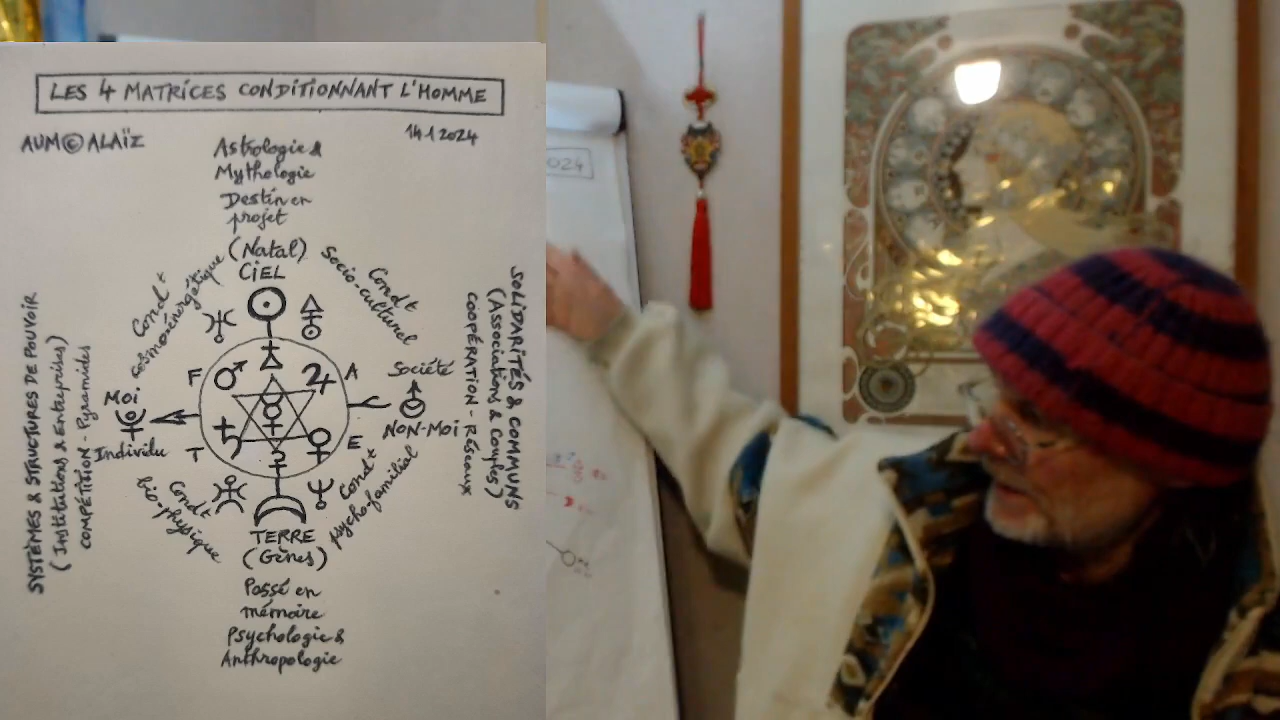 LES 4 MATRICES CONDITIONNANT L'HOMME
AUM © ALAÏZ
14.1.2024
Astrologie &
Mythologie
Destin en
projet
(Natal)
CIEL
Condt
cosmoénergétique
Condt
socio-culturel
F
A
Moi
Individu
Société
NON-MOI
T
E
Condt
bio-physique
Condt
psycho-familial
TERRE
(Gènes)
Passé en
mémoire
Psychologie &
Anthropologie
SYSTÈMES & STRUCTURES DE POUVOIR
(Institutions & Entreprises)
COMPÉTITION - Pyramides
SOLIDARITÉS & COMMUNS
(Associations & Couples)
COOPÉRATION - Réseaux
024